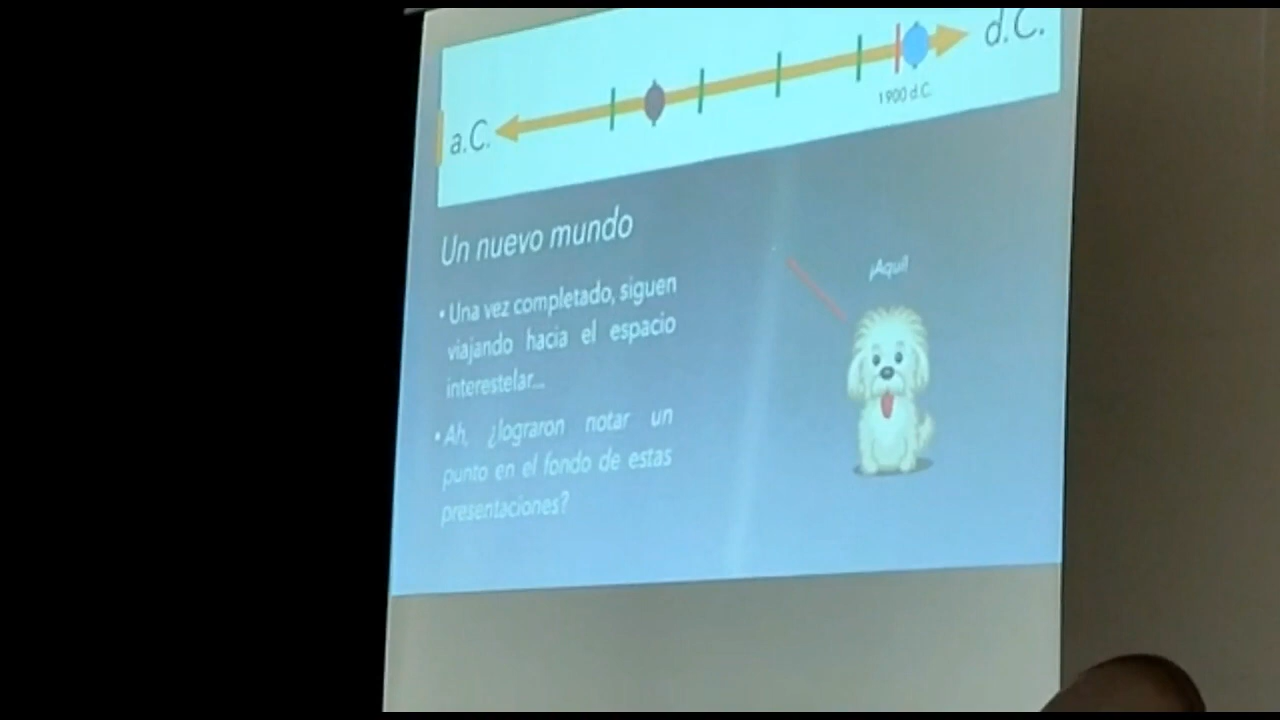 d.C.
1900 d.C.
a.C.
Un nuevo mundo
• Una vez completado, siguen
viajando hacia el espacio
interestelar...
• Ah, ¿lograron notar un
punto en el fondo de estas
presentaciones?
¡Aquí!